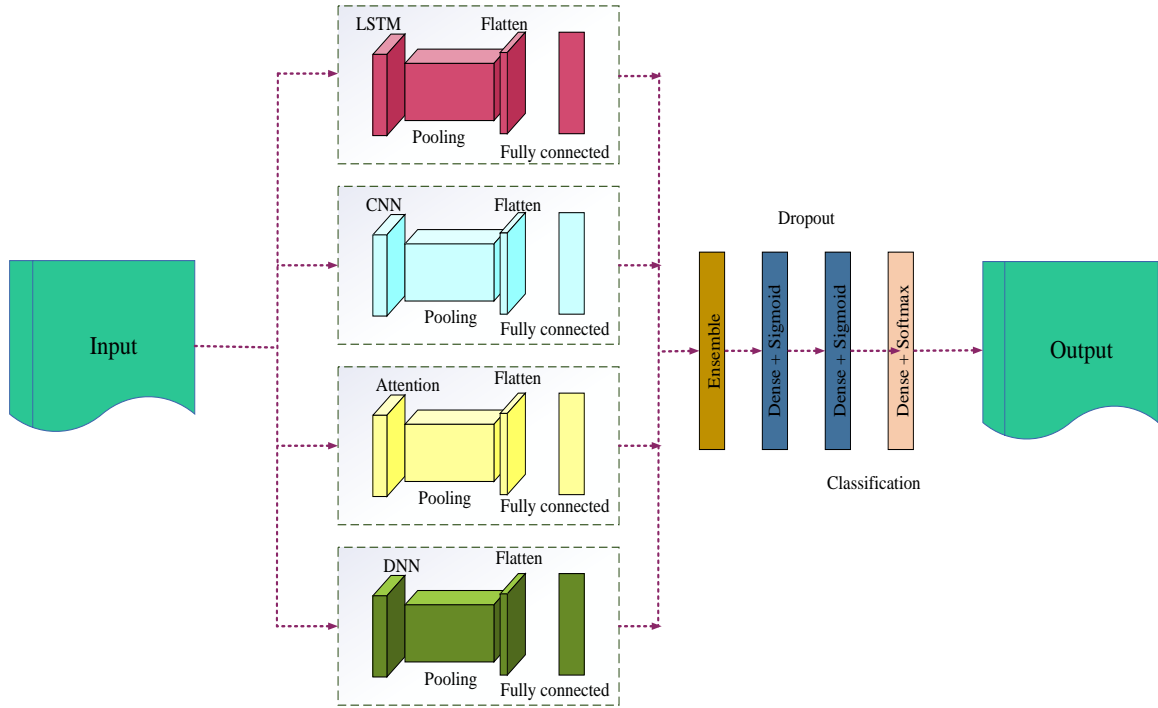 Input
LSTM
Flatten
Pooling
Fully connected
CNN
Flatten
Pooling
Fully connected
Attention
Flatten
Pooling
Fully connected
DNN
Flatten
Pooling
Fully connected
Dropout
Ensemble
Dense + Sigmoid
Dense + Sigmoid
Dense + Softmax
Classification
Output